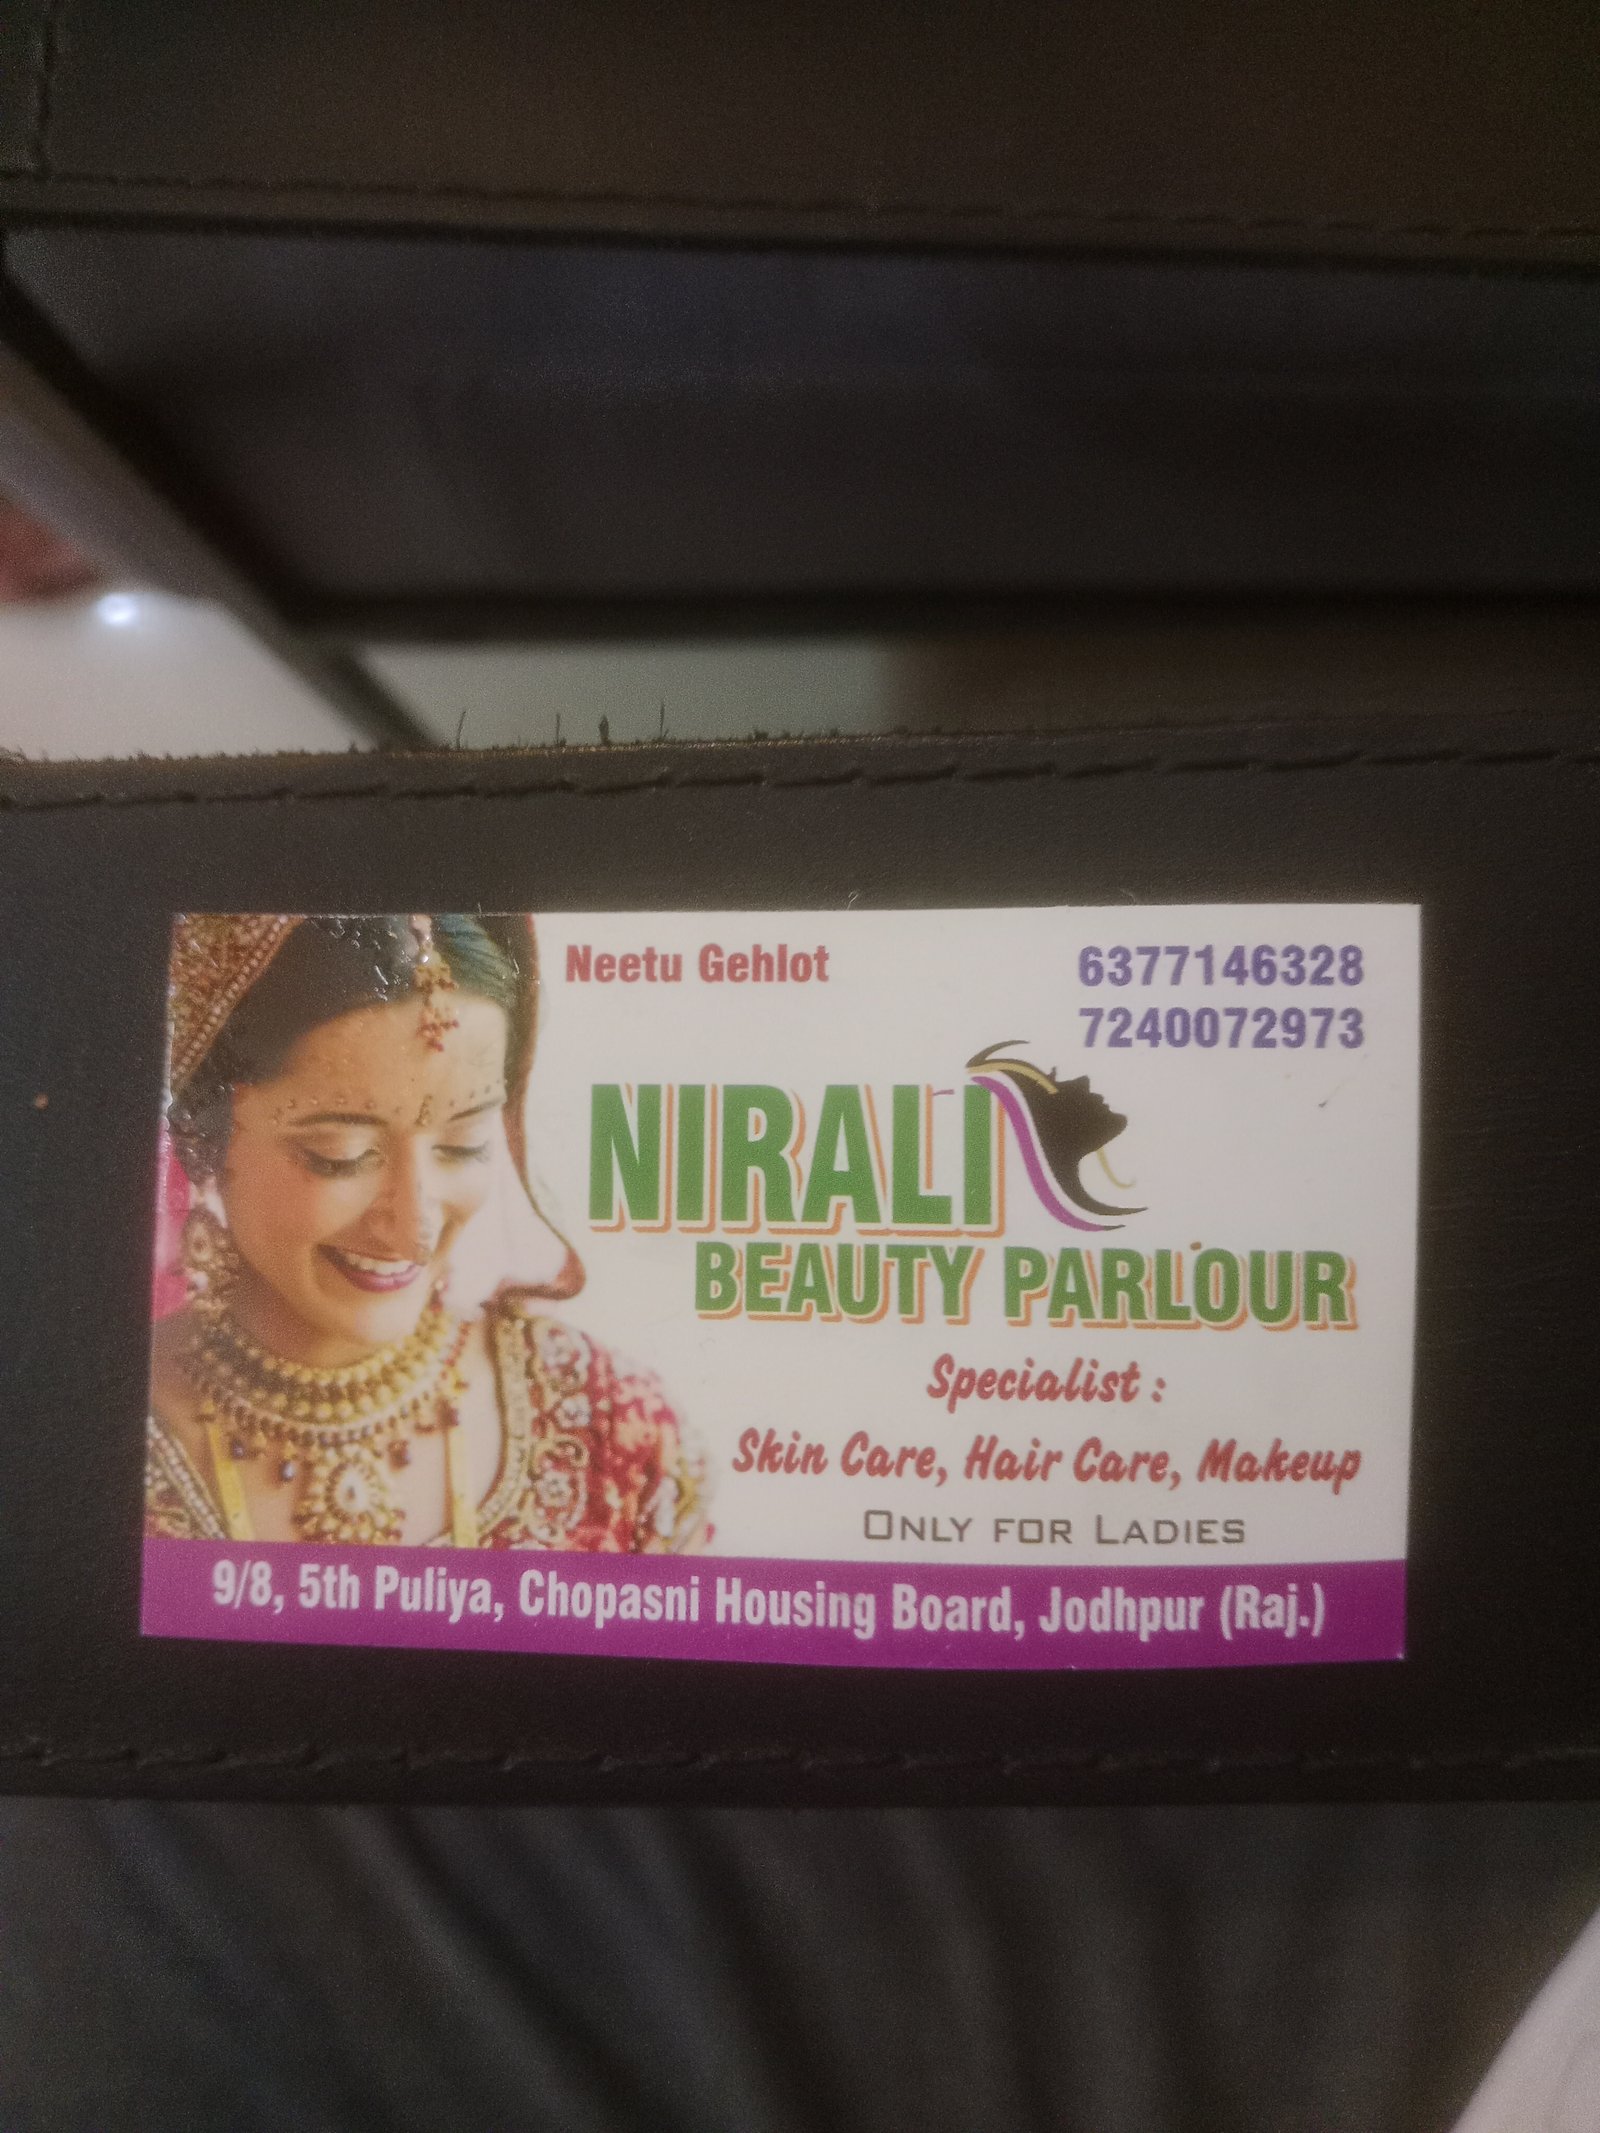 Neetu Gehlot
6377146328
7240072973
NIRALI
BEAUTY PARLOUR
Specialist :
Skin Care, Hair Care, Makeup
ONLY FOR LADIES
9/8, 5th Puliya, Chopasni Housing Board, Jodhpur (Raj.)